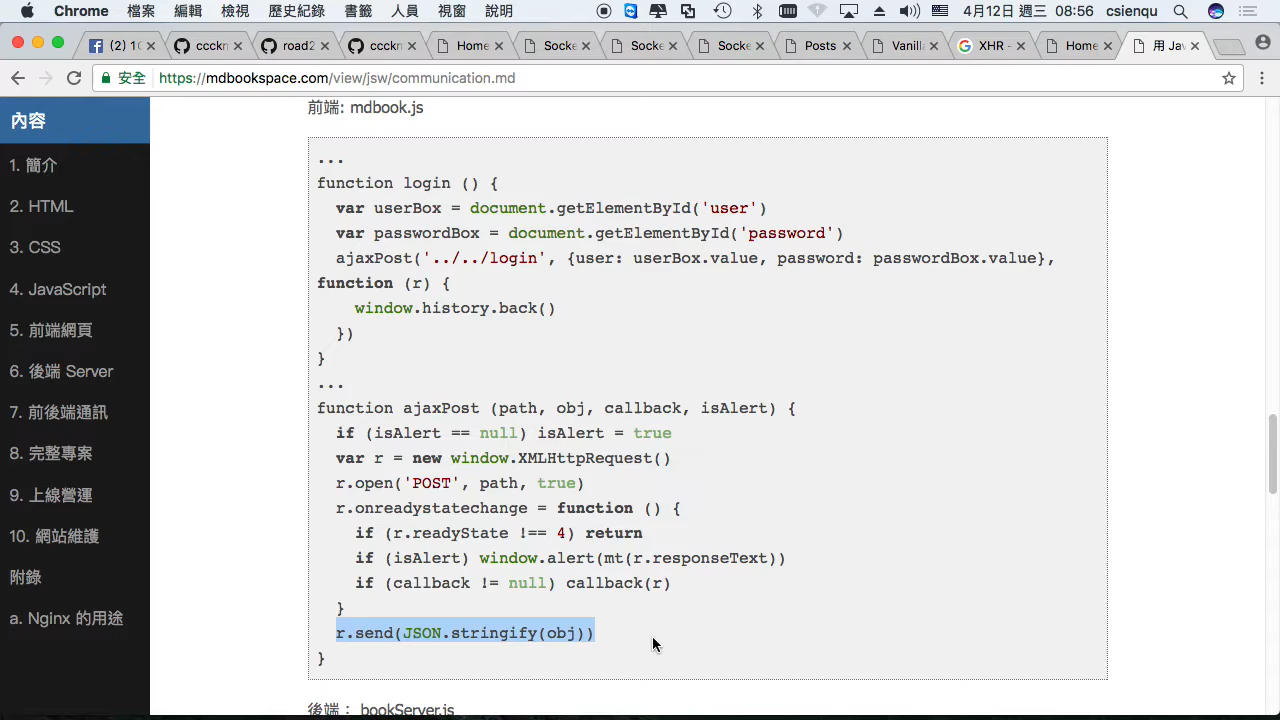 Chrome 檔案 編輯 檢視 歷史紀錄 書籤 人員 視窗 說明 4月12日 週三 08:56 csienqu
(2) 1( ccckn road2 ccckn Home Socke Socke Socke Posts Vanill XHR - Home 用 Jav
安全 https://mdbookspace.com/view/jsw/communication.md
內容
1. 簡介
2. HTML
3. CSS
4. JavaScript
5. 前端網頁
6. 後端 Server
7. 前後端通訊
8. 完整專案
9. 上線營運
10. 網站維護
附錄
a. Nginx 的用途
前端: mdbook.js
...
function login () {
var userBox = document.getElementById('user')
var passwordBox = document.getElementById('password')
ajaxPost('../../login', {user: userBox.value, password: passwordBox.value},
function (r) {
window.history.back()
})
}
...
function ajaxPost (path, obj, callback, isAlert) {
if (isAlert == null) isAlert = true
var r = new window.XMLHttpRequest()
r.open('POST', path, true)
r.onreadystatechange = function () {
if (r.readyState !== 4) return
if (isAlert) window.alert(mt(r.responseText))
if (callback != null) callback(r)
}
r.send(JSON.stringify(obj))
}
後端： bookServer.js